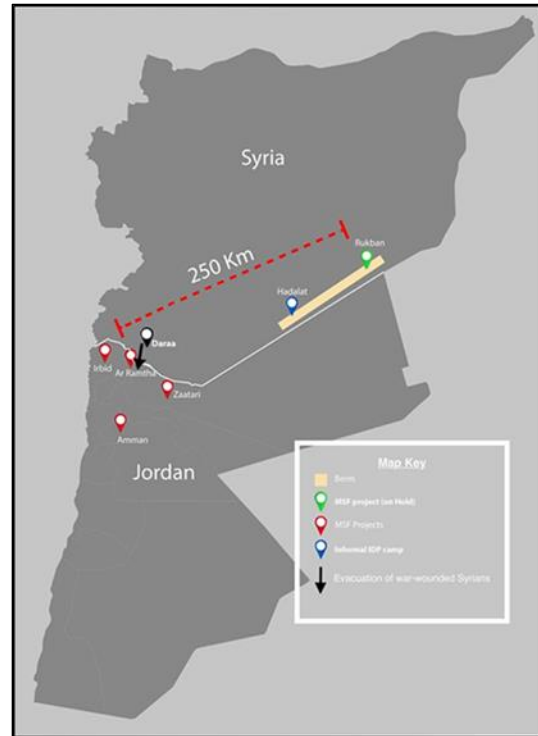 Syria
250 Km
Rukban
Hadalat
Daraa
Irbid
Ar Ramtha
Zaatari
Amman
Jordan
Map Key
Berm
MSF project (on Hold)
MSF Projects
Informal IDP camp
Evacuation of war-wounded Syrians